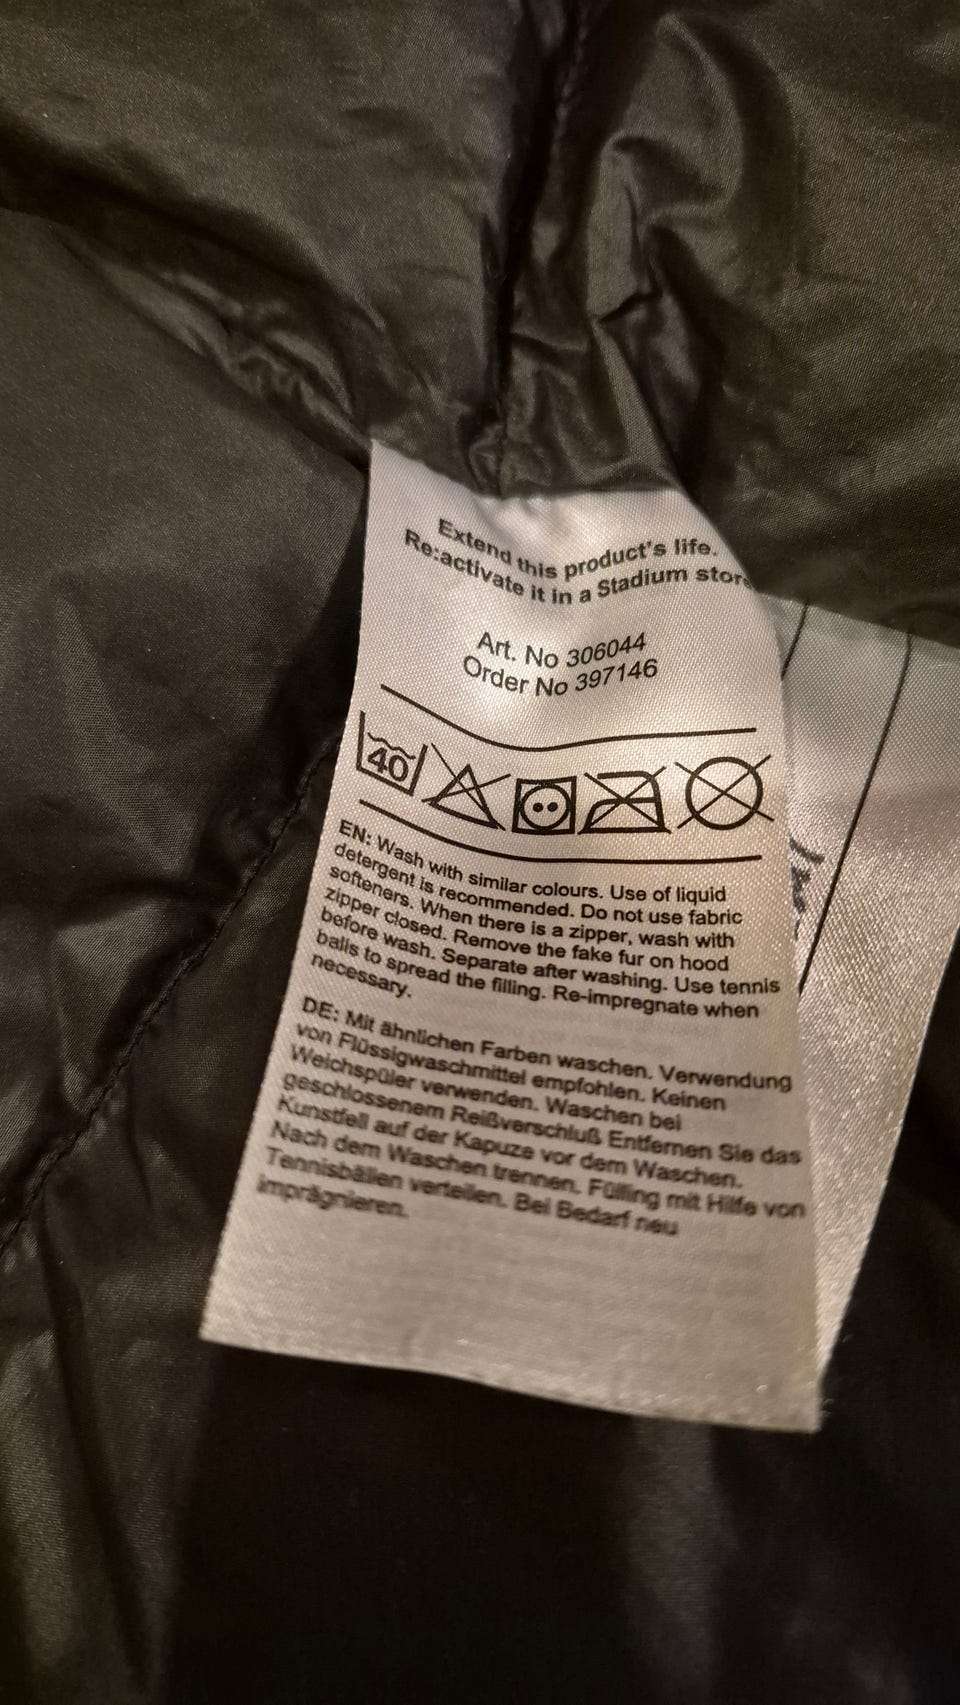 Extend this product's life.
Re:activate it in a Stadium store
Art. No 306044
Order No 397146
40
EN: Wash with similar colours. Use of liquid
detergent is recommended. Do not use fabric
softeners. When there is a zipper, wash with
zipper closed. Remove the fake fur on hood
before wash. Separate after washing. Use tennis
balls to spread the filling. Re-impregnate when
necessary.
DE: Mit ähnlichen Farben waschen. Verwendung
von Flüssigwaschmittel empfohlen. Keinen
Weichspüler verwenden. Waschen bei
geschlossenem Reißverschluß Entfernen Sie das
Kunstfell auf der Kapuze vor dem Waschen.
Nach dem Waschen trennen. Fülling mit Hilfe von
Tennisbällen verteilen. Bei Bedarf neu
imprägnieren.